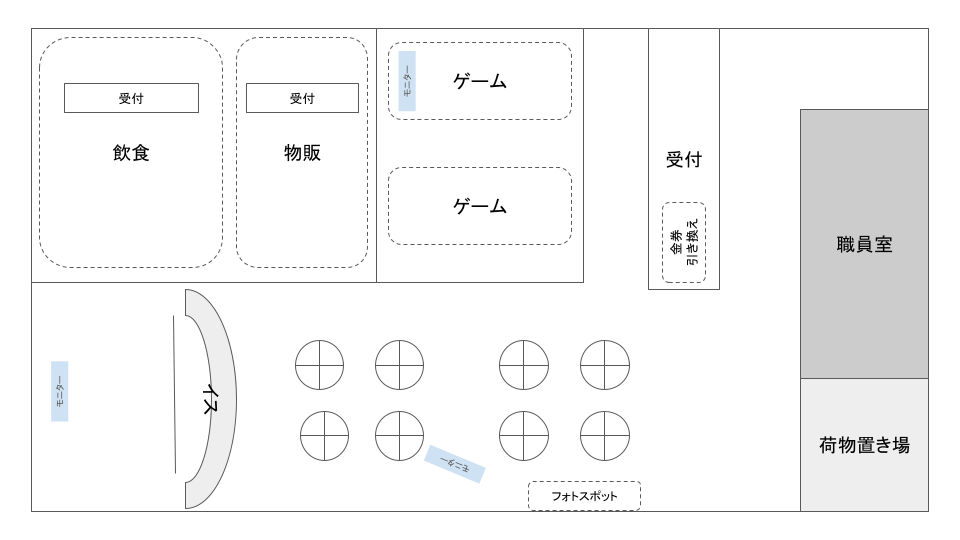 モニター
ゲーム
受付
受付
飲食
物販
受付
ゲーム
金券
引き換え
職員室
モニター
イス
荷物置き場
モニター
フォトスポット